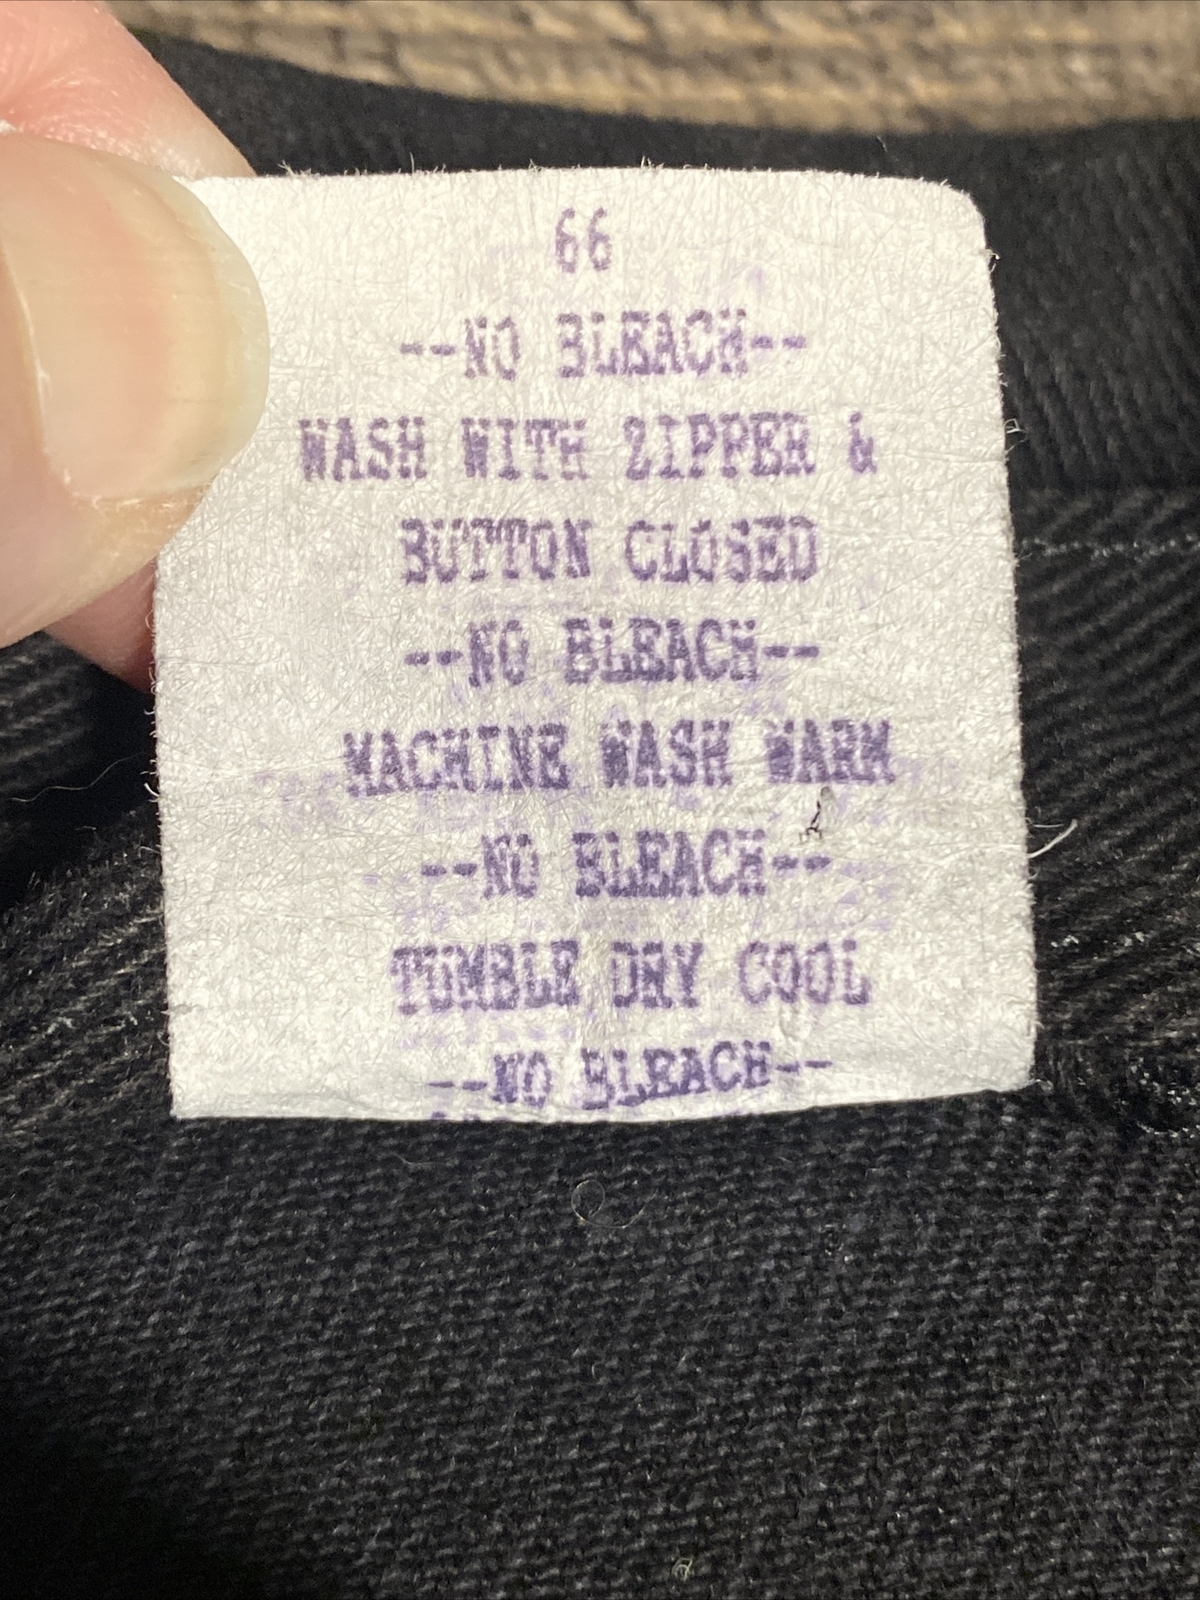 66
--NO BLEACH--
WASH WITH ZIPPER &
BUTTON CLOSED
--NO BLEACH--
MACHINE WASH WARM
--NO BLEACH--
TUMBLE DRY COOL
--NO BLEACH--